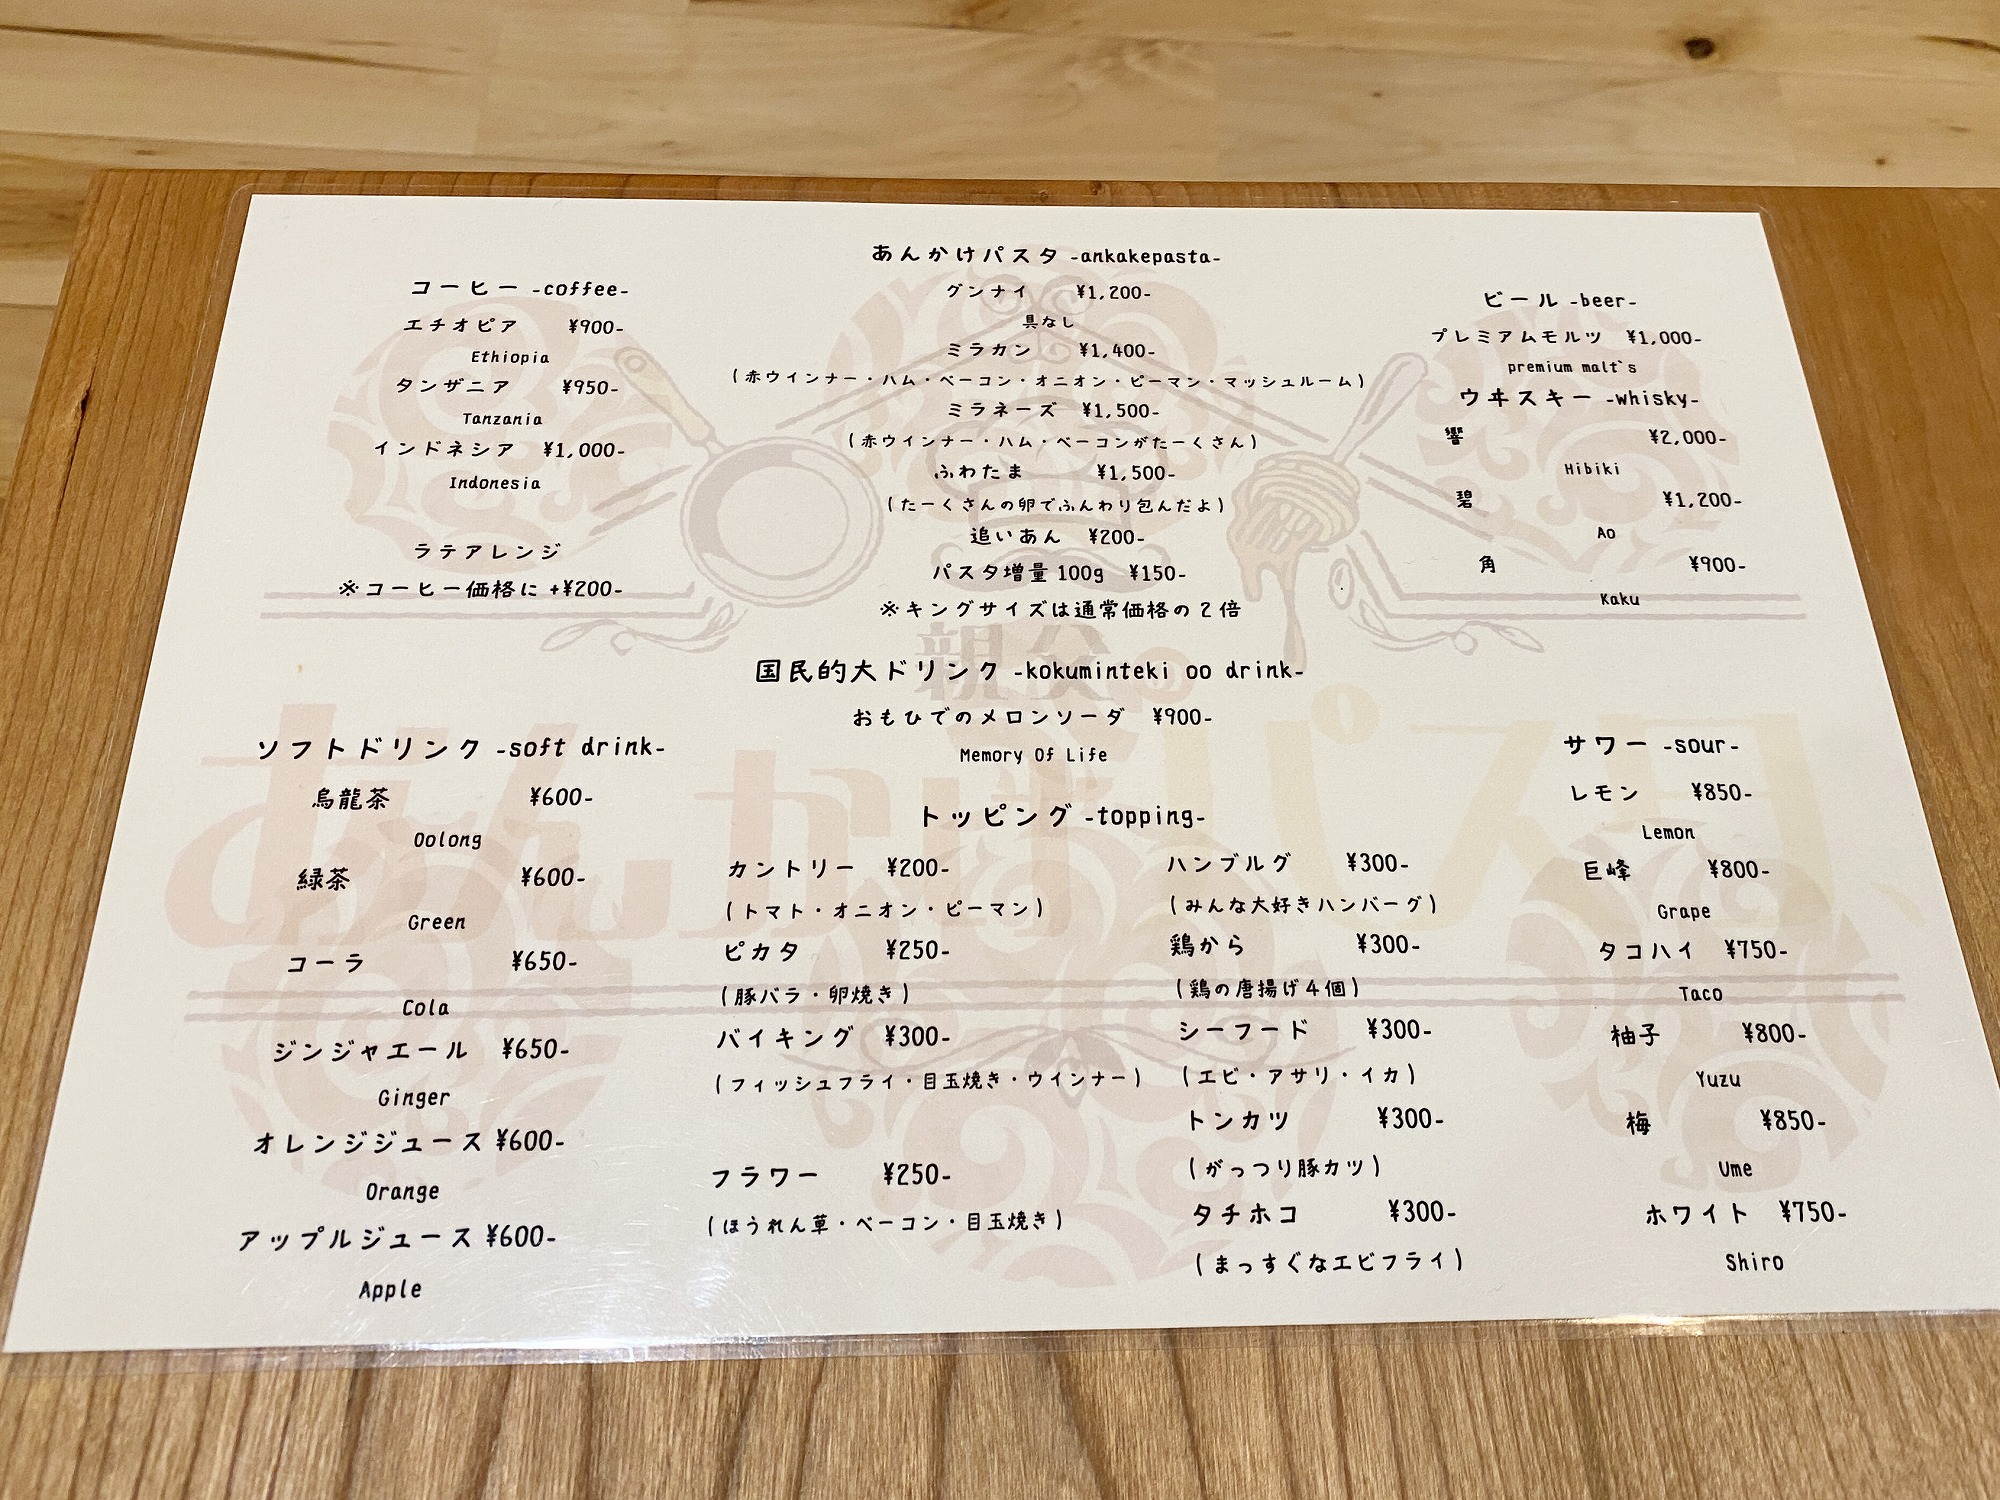 あんかけパスタ -ankakepasta-
グンナイ ¥1,200-
具なし
ミラカン ¥1,400-
(赤ウインナー・ハム・ベーコン・オニオン・ピーマン・マッシュルーム)
ミラネーズ ¥1,500-
(赤ウインナー・ハム・ベーコンがたーくさん)
ふわたま ¥1,500-
(たーくさんの卵でふんわり包んだよ)
追いあん ¥200-
パスタ増量 100g ¥150-
※キングサイズは通常価格の2倍
コーヒー -coffee-
エチオピア ¥900-
Ethiopia
タンザニア ¥950-
Tanzania
インドネシア ¥1,000-
Indonesia
ラテアレンジ
※コーヒー価格に +¥200-
ビール -beer-
プレミアムモルツ ¥1,000-
premium malt`s
ウヰスキー -whisky-
響 ¥2,000-
Hibiki
碧 ¥1,200-
Ao
角 ¥900-
Kaku
親父
あんかけパスタ
国民的大ドリンク -kokuminteki oo drink-
おもひでのメロンソーダ ¥900-
Memory Of Life
ソフトドリンク -soft drink-
烏龍茶 ¥600-
Oolong
緑茶 ¥600-
Green
コーラ ¥650-
Cola
ジンジャエール ¥650-
Ginger
オレンジジュース ¥600-
Orange
アップルジュース ¥600-
Apple
トッピング -topping-
カントリー ¥200-
(トマト・オニオン・ピーマン)
ピカタ ¥250-
(豚バラ・卵焼き)
バイキング ¥300-
(フィッシュフライ・目玉焼き・ウインナー)
フラワー ¥250-
(ほうれん草・ベーコン・目玉焼き)
ハンブルグ ¥300-
(みんな大好きハンバーグ)
鶏から ¥300-
(鶏の唐揚げ4個)
シーフード ¥300-
(エビ・アサリ・イカ)
トンカツ ¥300-
(がっつり豚カツ)
タチホコ ¥300-
(まっすぐなエビフライ)
サワー -sour-
レモン ¥850-
Lemon
巨峰 ¥800-
Grape
タコハイ ¥750-
Taco
柚子 ¥800-
Yuzu
梅 ¥850-
Ume
ホワイト ¥750-
Shiro